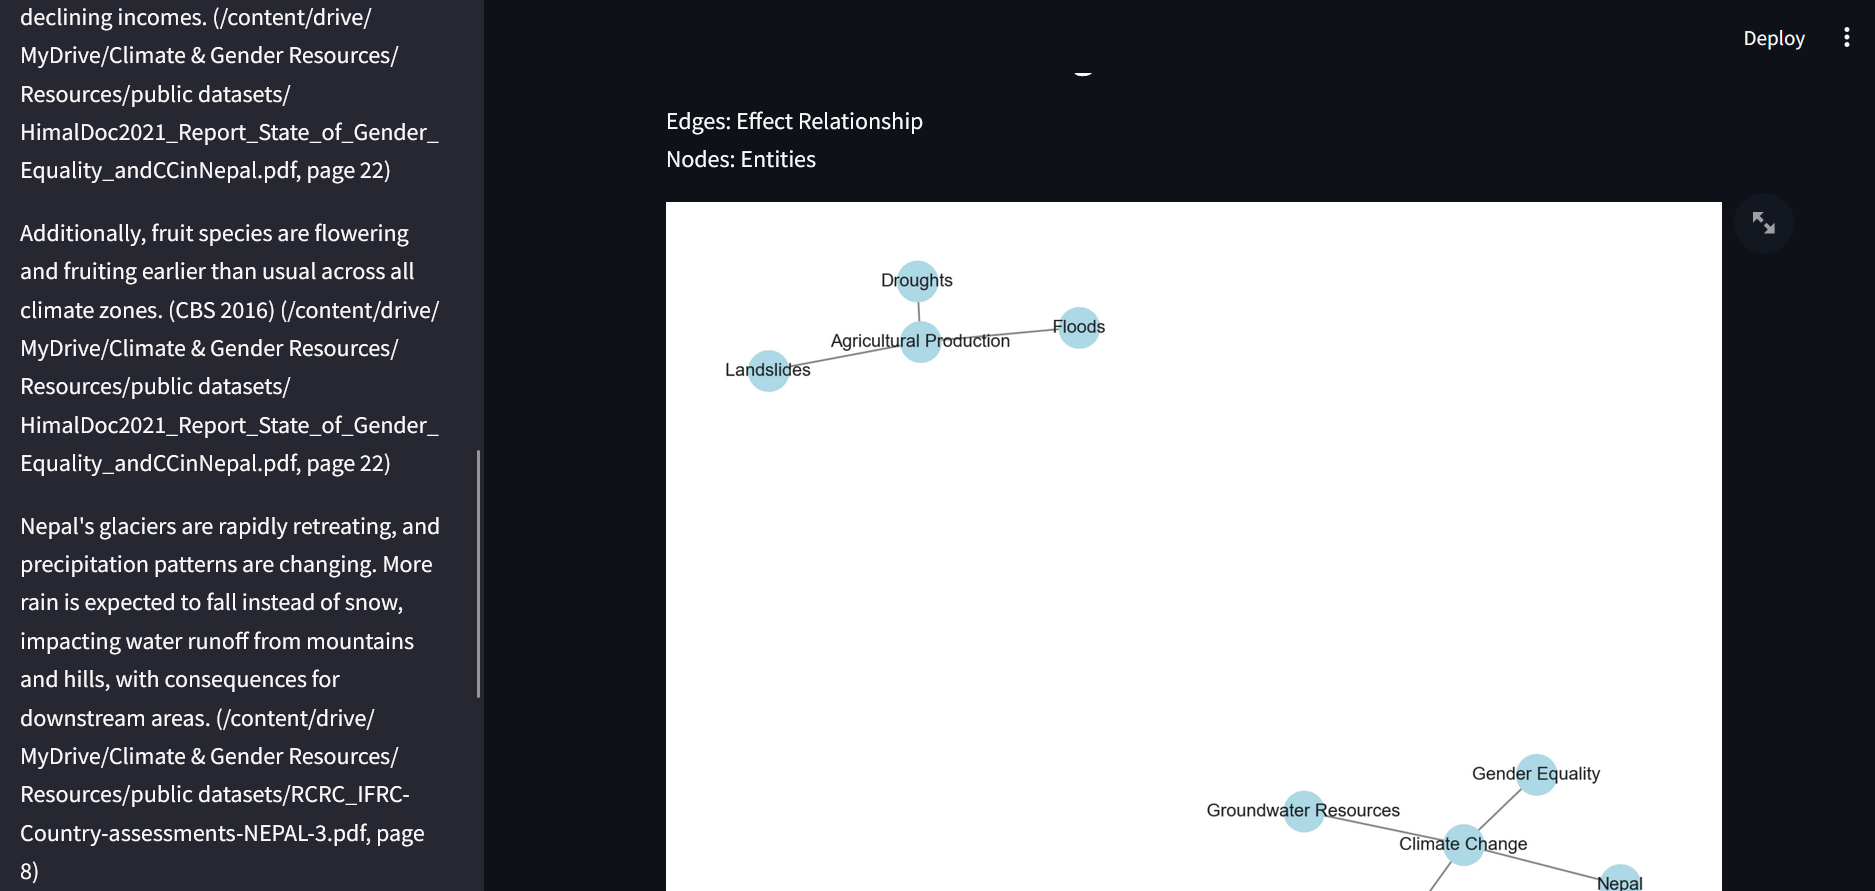 declining incomes. (/content/drive/
MyDrive/Climate & Gender Resources/
Resources/public datasets/
HimalDoc2021_Report_State_of_Gender_
Equality_andCCinNepal.pdf, page 22)
Additionally, fruit species are flowering
and fruiting earlier than usual across all
climate zones. (CBS 2016) (/content/drive/
MyDrive/Climate & Gender Resources/
Resources/public datasets/
HimalDoc2021_Report_State_of_Gender_
Equality_andCCinNepal.pdf, page 22)
Nepal's glaciers are rapidly retreating, and
precipitation patterns are changing. More
rain is expected to fall instead of snow,
impacting water runoff from mountains
and hills, with consequences for
downstream areas. (/content/drive/
MyDrive/Climate & Gender Resources/
Resources/public datasets/RCRC_IFRC-
Country-assessments-NEPAL-3.pdf, page
8)
Deploy
Edges: Effect Relationship
Nodes: Entities
Droughts
Floods
Agricultural Production
Landslides
Gender Equality
Groundwater Resources
Climate Change
Nepal